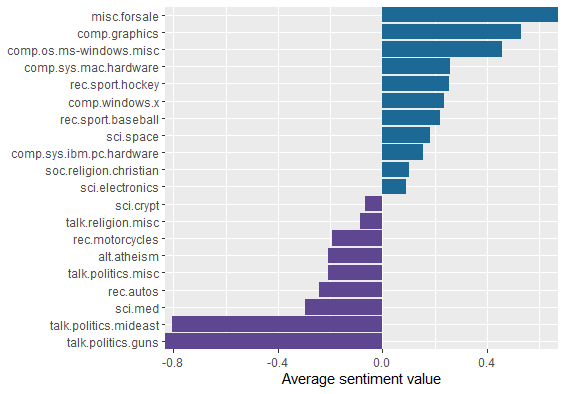 misc.forsale
comp.graphics
comp.os.ms-windows.misc
comp.sys.mac.hardware
rec.sport.hockey
comp.windows.x
rec.sport.baseball
sci.space
comp.sys.ibm.pc.hardware
soc.religion.christian
sci.electronics
sci.crypt
talk.religion.misc
rec.motorcycles
alt.atheism
talk.politics.misc
rec.autos
sci.med
talk.politics.mideast
talk.politics.guns
-0.8 -0.4 0.0 0.4
Average sentiment value